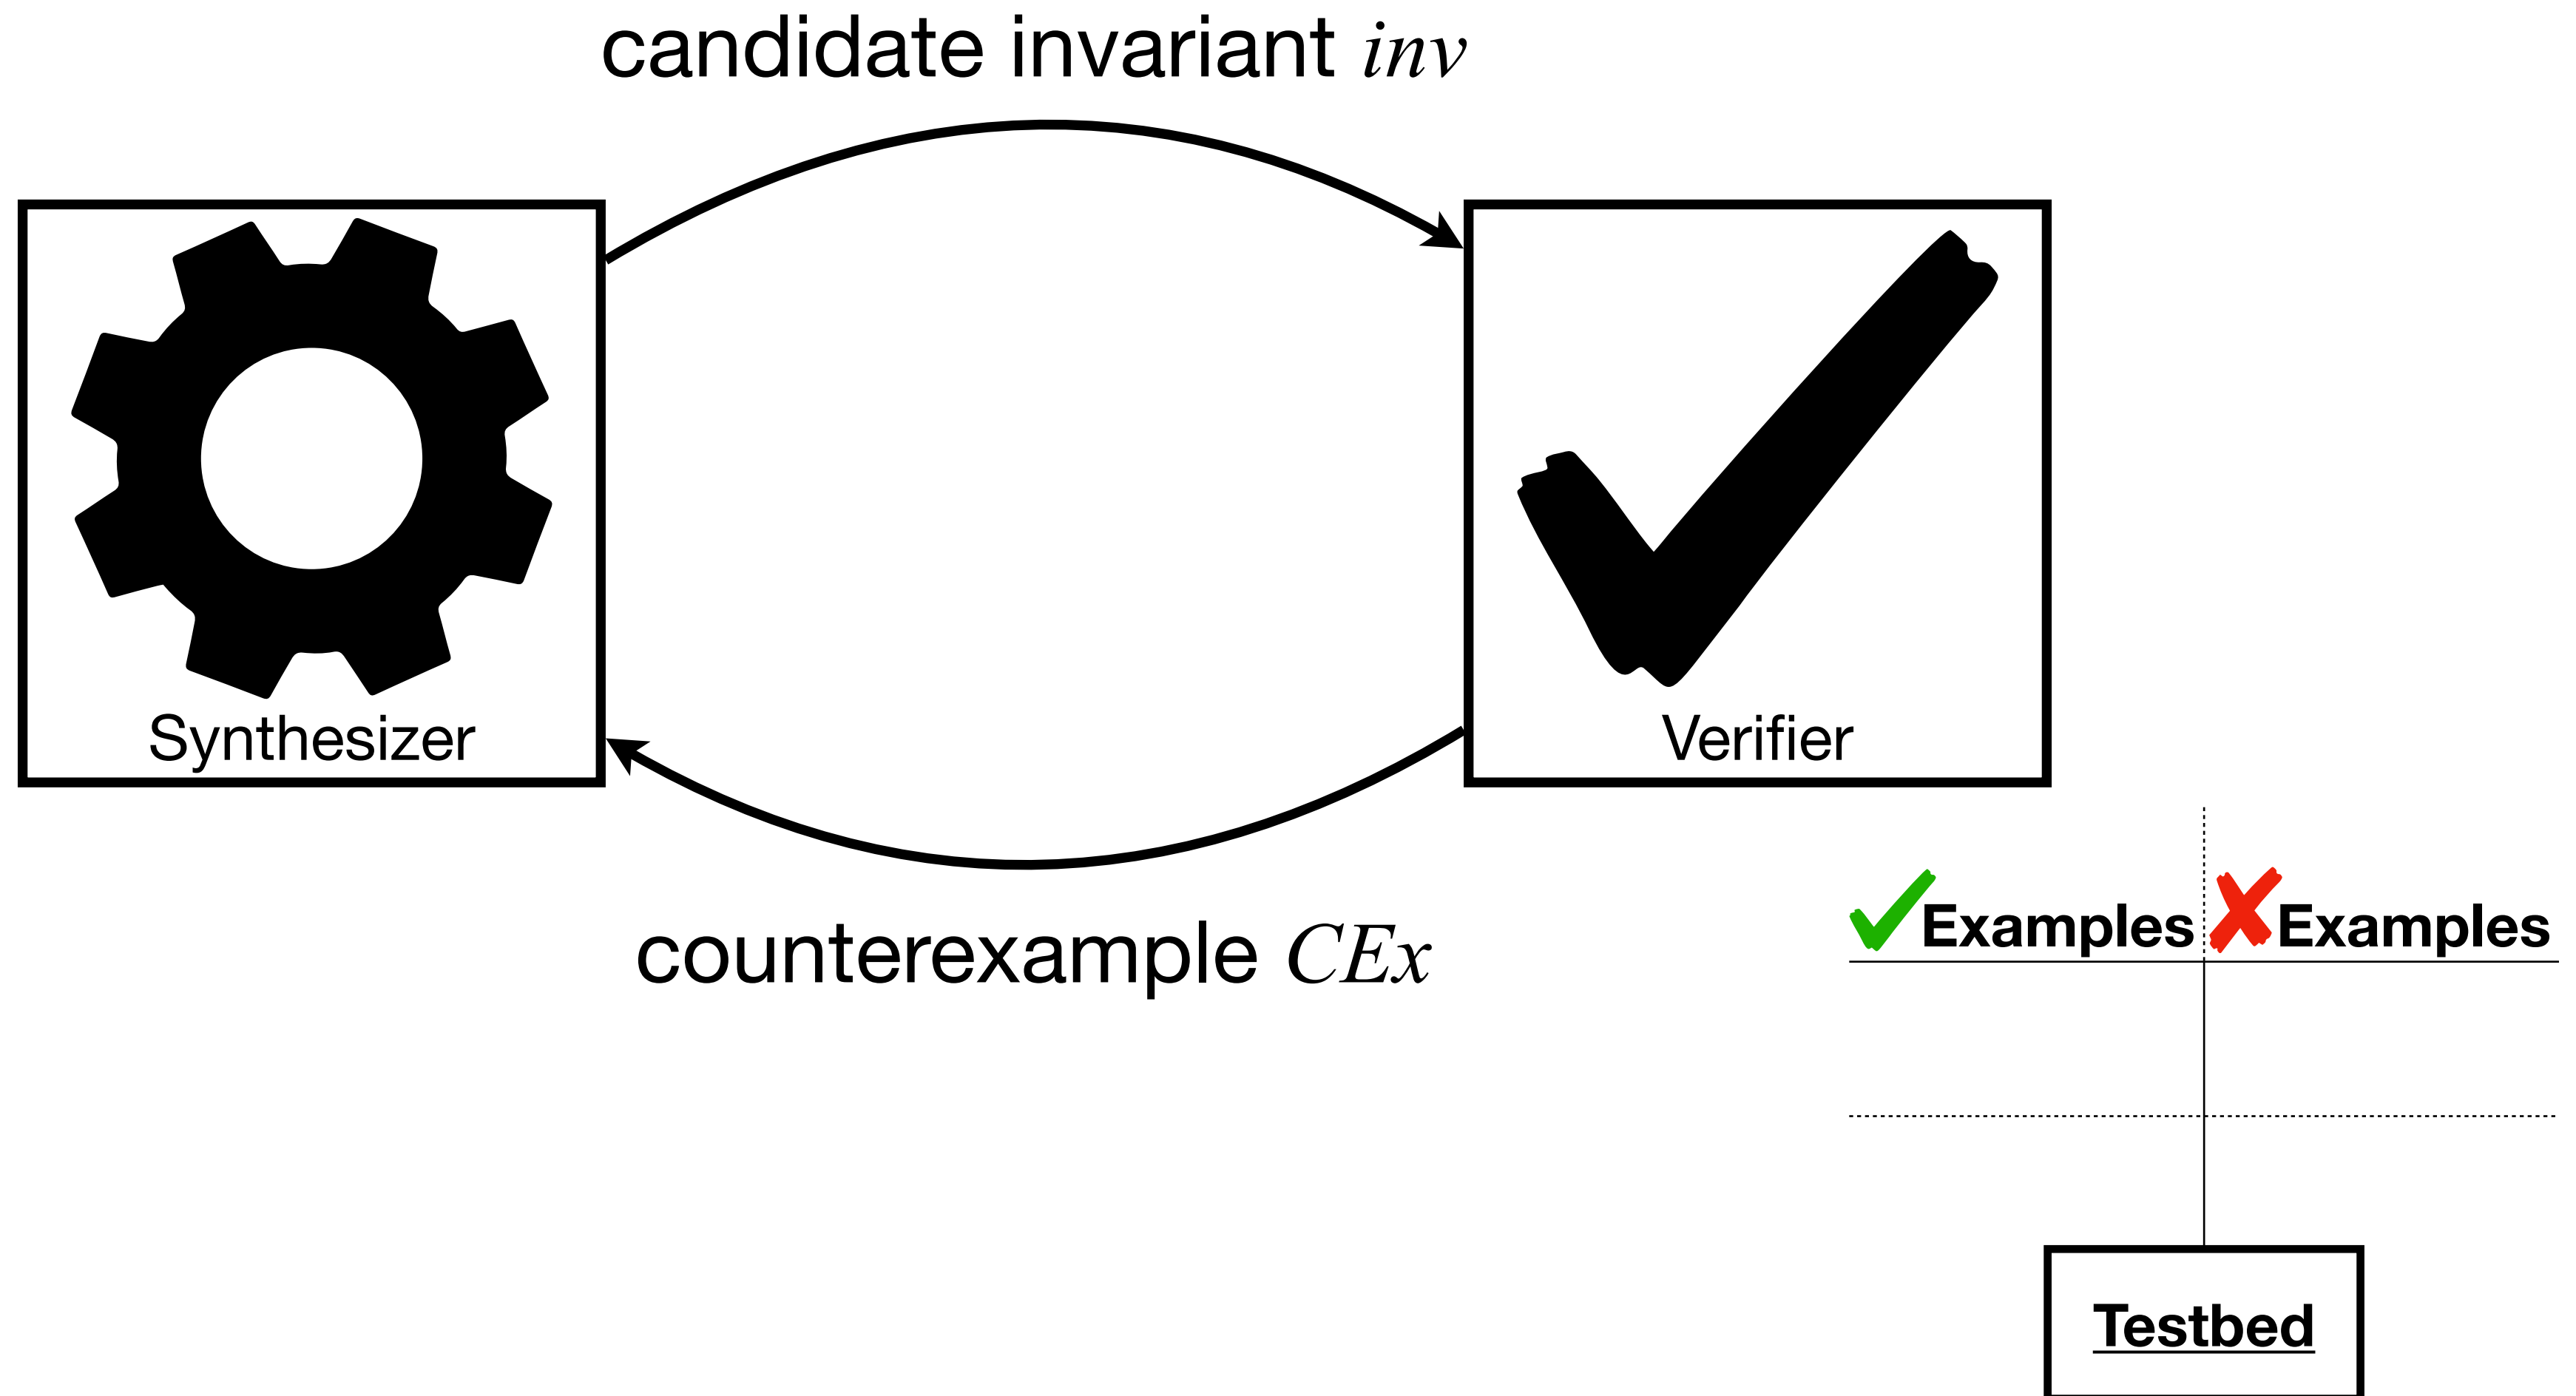 candidate invariant inv
Synthesizer
Verifier
counterexample CEx
Examples Examples
Testbed